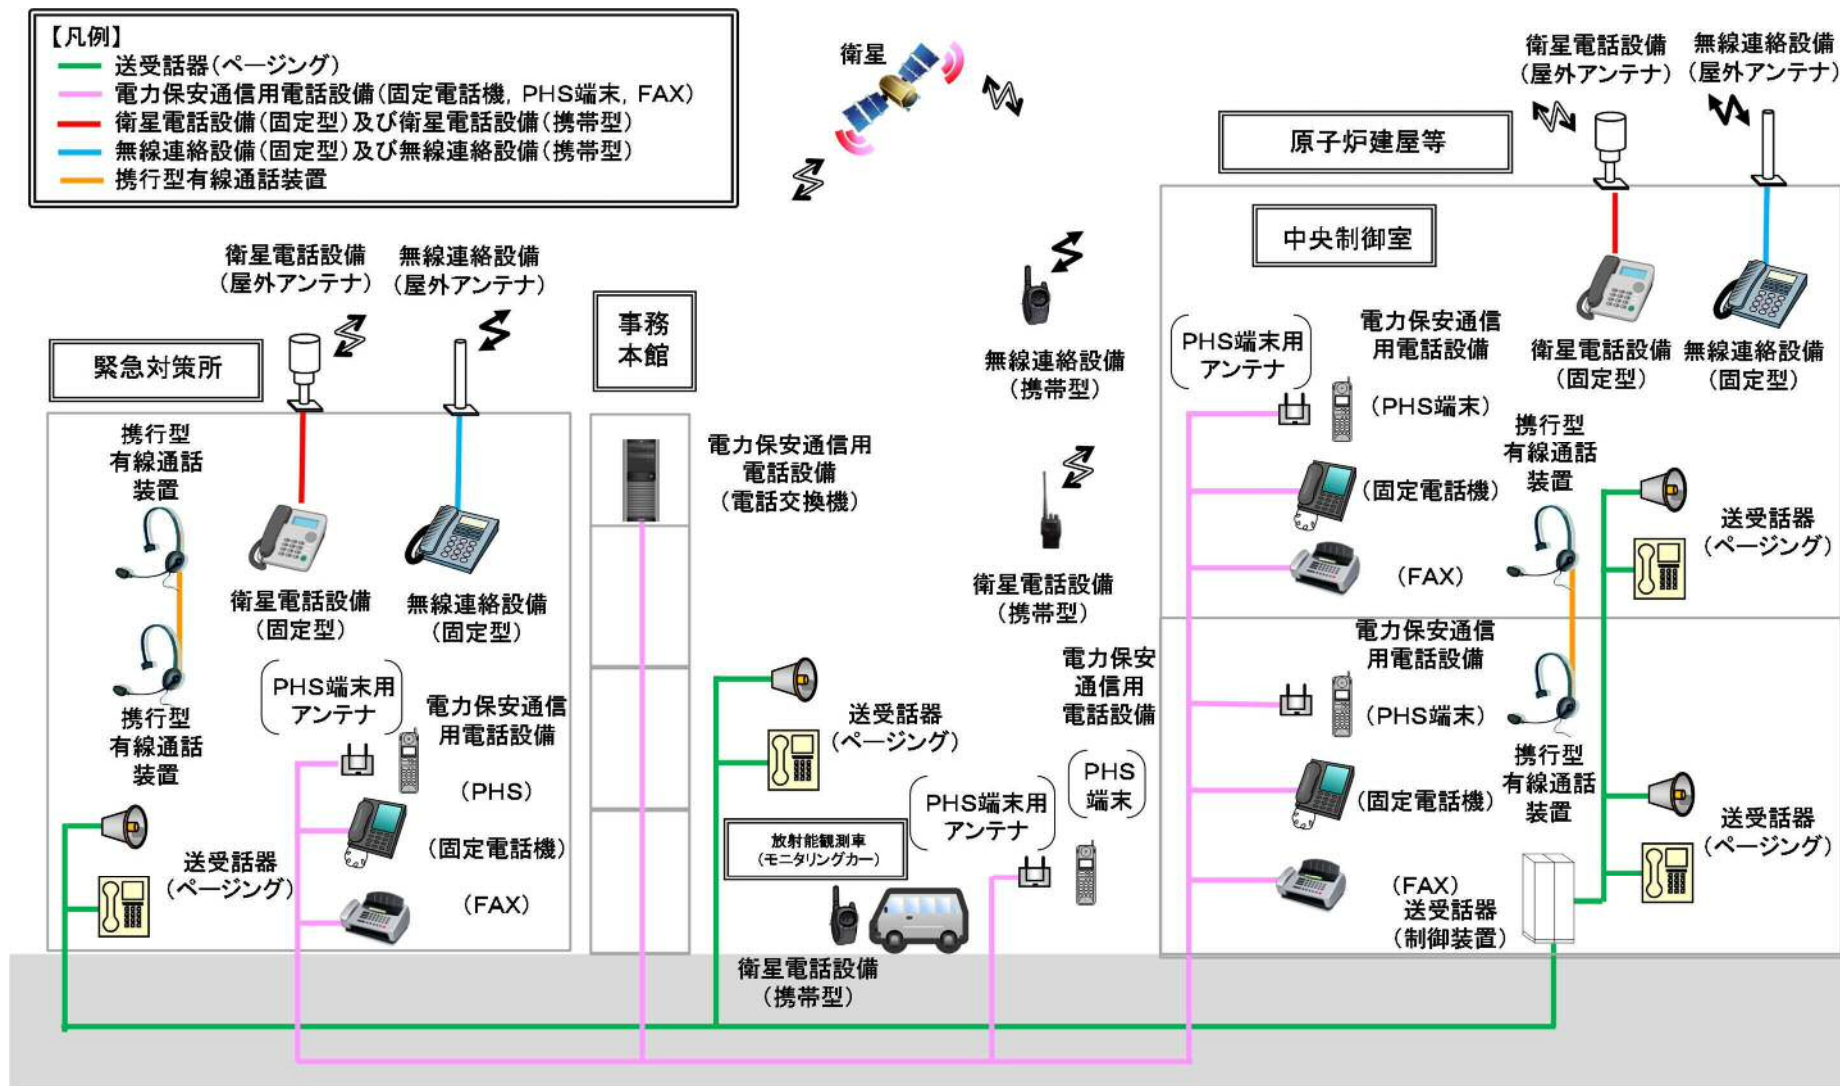 【凡例】
送受話器(ページング)
電力保安通信用電話設備(固定電話機, PHS端末, FAX)
衛星電話設備(固定型)及び衛星電話設備(携帯型)
無線連絡設備(固定型)及び無線連絡設備(携帯型)
携行型有線通話装置
衛星
衛星電話設備
(屋外アンテナ)
無線連絡設備
(屋外アンテナ)
原子炉建屋等
中央制御室
衛星電話設備
(屋外アンテナ)
無線連絡設備
(屋外アンテナ)
緊急対策所
事務
本館
無線連絡設備
(携帯型)
PHS端末用
アンテナ
電力保安通信
用電話設備
(PHS端末)
(固定電話機)
(FAX)
衛星電話設備
(固定型)
無線連絡設備
(固定型)
携行型
有線通話
装置
送受話器
(ページング)
携行型
有線通話
装置
衛星電話設備
(固定型)
無線連絡設備
(固定型)
電力保安通信用
電話設備
(電話交換機)
衛星電話設備
(携帯型)
電力保安通信
用電話設備
(PHS端末)
(固定電話機)
(FAX)
携行型
有線通話
装置
送受話器
(ページング)
送受話器
(制御装置)
携行型
有線通話
装置
PHS端末用
アンテナ
電力保安通信
用電話設備
(PHS)
(固定電話機)
(FAX)
送受話器
(ページング)
送受話器
(ページング)
電力保安
通信用
電話設備
PHS
端末
PHS端末用
アンテナ
放射能観測車
(モニタリングカー)
衛星電話設備
(携帯型)